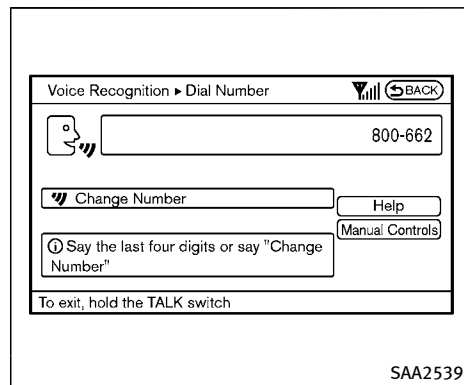 Voice Recognition ▸ Dial Number
BACK
800-662
Change Number
Help
Manual Controls
Say the last four digits or say "Change
Number"
To exit, hold the TALK switch
SAA2539